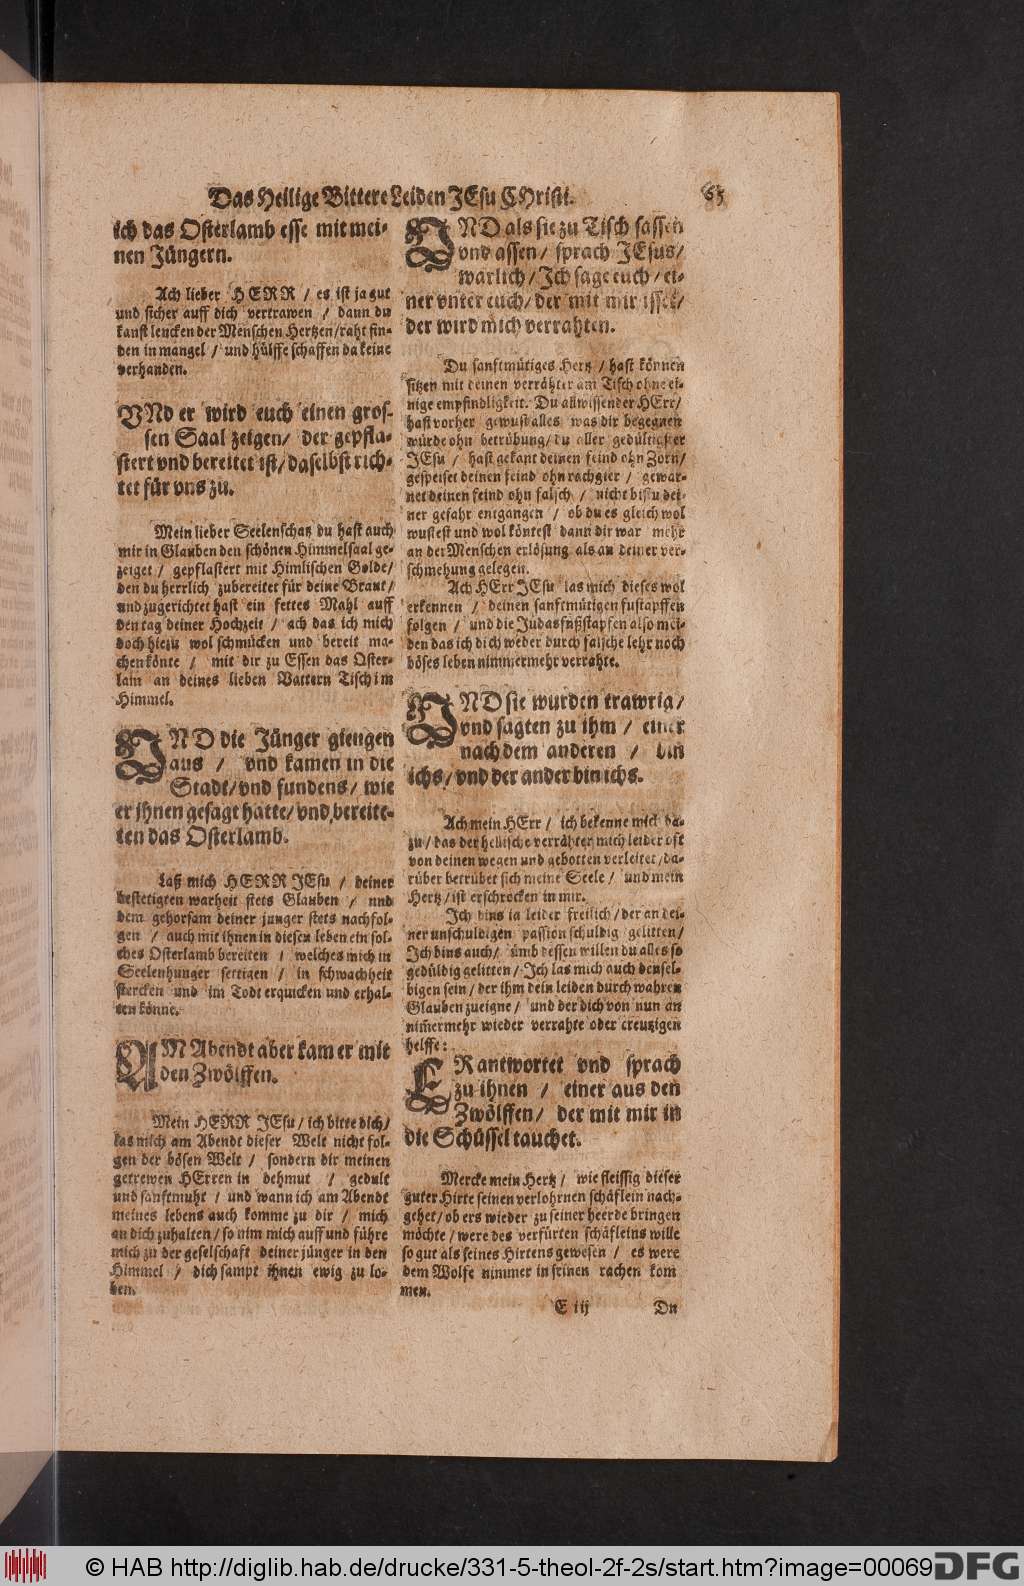 Das Heilige Bittere Leiden JEsu CHristi. 65
ich das Osterlamb esse mit mei-
nen Jüngern.
Ach lieber HERR / es ist ja gut
und sicher auff dich vertrawen / dann du
kanst lencken der Menschen Hertzen/raht fin-
den in mangel / und hülffe schaffen da keine
verhanden.
VNd er wird euch einen gros-
sen Saal zeigen/ der gepfla-
stert vnd bereitet ist/daselbst rich-
tet für vns zu.
Mein lieber Seelenschatz du hast auch
mir in Glauben den schönen Himmelsaal ge-
zeiget / gepflastert mit Himlischen Golde/
den du herrlich zubereitet für deine Braut/
und zugerichtet hast ein fettes Mahl auff
den tag deiner Hochzeit / ach das ich mich
doch hiezu wol schmücken und bereit ma-
chen könte / mit dir zu Essen das Oster-
lam an deines lieben Vattern Tisch im
Himmel.
VND die Jünger giengen
aus / vnd kamen in die
Stadt/vnd fundens/ wie
er ihnen gesagt hatte/vnd bereite-
ten das Osterlamb.
Laß mich HERR JEsu / deiner
bestetigten warheit stets Glauben / und
dem gehorsam deiner junger stets nachfol-
gen / auch mit ihnen in diesen leben ein sol-
ches Osterlamb bereiten / welches mich in
Seelenhunger settigen / in schwachheit
stercken und im Todt erquicken und erhal-
ten könne.
AM Abendt aber kam er mit
den Zwölffen.
Mein HERR JEsu/ich bitte dich/
las mich am Abendt dieser Welt nicht fol-
gen der bösen Welt / sondern dir meinen
getrewen HErren in dehmut / gedult
und sanftmuht / und wann ich am Abendt
meines lebens auch komme zu dir / mich
an dich zuhalten/so nim mich auff und führe
mich zu der geselschaft deiner jünger in den
Himmel / dich sampt ihnen ewig zu lo-
ben.
VND als sie zu Tisch sassen
vnd assen/ sprach JEsus/
warlich/Jch sage euch/ei-
ner vnter euch/der mit mir isset/
der wird mich verrahten.
Du sanftmütiges Hertz / hast können
sitzen mit deinen verrähter am Tisch ohne ei-
nige empfindligkeit. Du allwissender HErr/
hast vorher gewust alles was dir begegnen
würde ohn betrübung/du aller gedültigster
JEsu / hast gekant deinen feind ohn Zorn/
gespeiset deinen feind ohn rachgier / gewar-
net deinen feind ohn falsch / nicht bistu dei-
ner gefahr entgangen / ob du es gleich wol
wustest und wol köntest dann dir war mehr
an der Menschen erlösung als an deiner ver-
schmehung gelegen.
Ach HErr JEsu las mich dieses wol
erkennen / deinen sanftmütigen fustapffen
folgen / und die Judasfußstapfen also mei-
den das ich dich weder durch falsche lehr noch
böses leben nimmermehr verrahte.
VND sie wurden trawrig/
vnd sagten zu ihm / einer
nach dem anderen / bin
ichs/vnd der ander bin ichs.
Ach mein HErr / ich bekenne mich da-
zu/das der hellische verrähter mich leider oft
von deinen wegen und gebotten verleitet/da-
rüber betrübet sich meine Seele / und mein
Hertz/ist erschrocken in mir.
Jch bins ja leider freilich/der an dei-
ner unschuldigen passion schuldig gelitten/
Jch bins auch/ ümb dessen willen du alles so
gedüldig gelitten/Jch las mich auch densel-
bigen sein/der ihm dein leiden durch wahren
Glauben zueigne / und der dich von nun an
nim̃ermehr wieder verrahte oder creutzigen
helffe:
ER antwortet vnd sprach
zu ihnen / einer aus den
Zwölffen/ der mit mir in
die Schüssel tauchet.
Mercke mein Hertz / wie fleissig dieser
guter Hirte seinen verlohrnen schäflein nach-
gehet/ob ers wieder zu seiner heerde bringen
möchte/were des verfürten schäfleins wille
so gut als seines Hirtens gewesen / es were
dem Wolfe nimmer in seinen rachen kom
men.
E iij Du
© HAB http://diglib.hab.de/drucke/331-5-theol-2f-2s/start.htm?image=00069
DFG